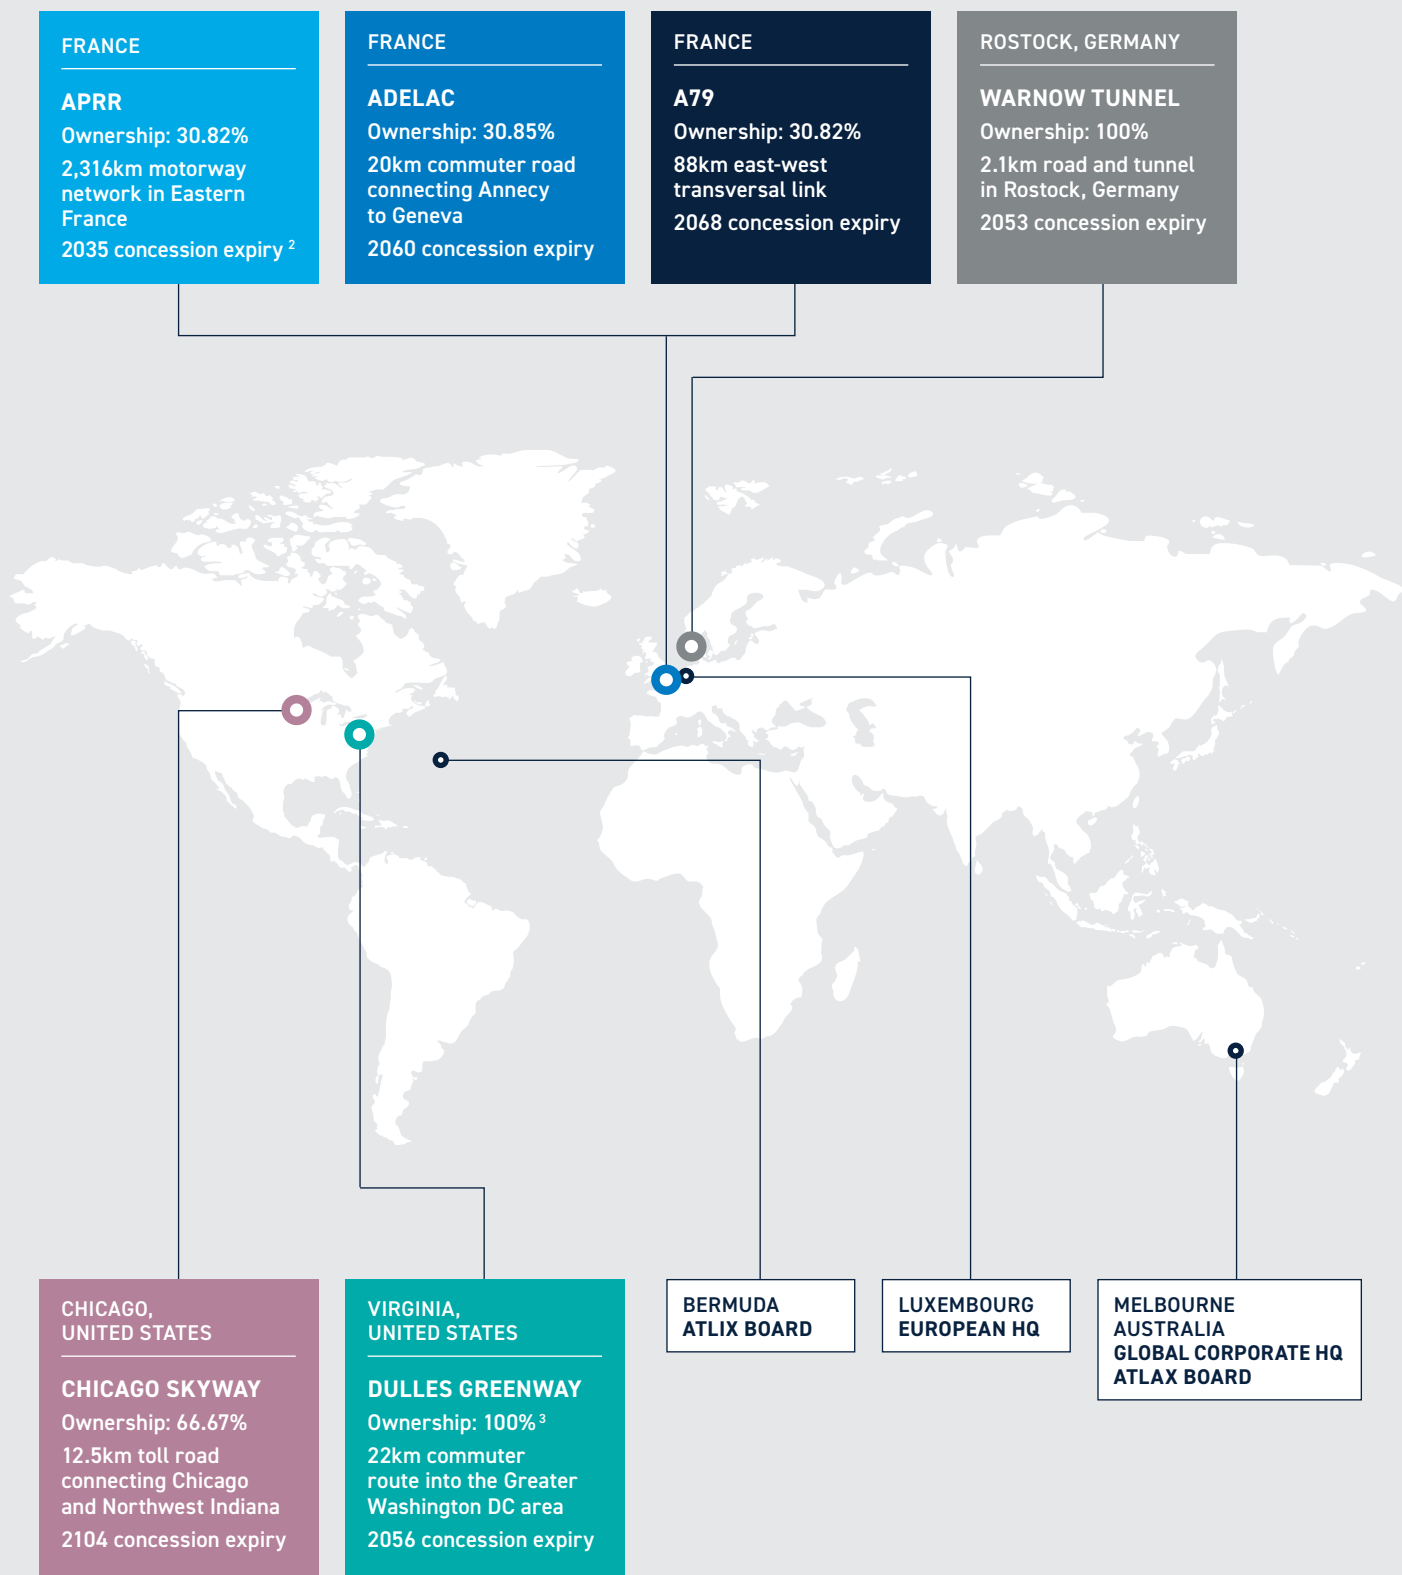 FRANCE
APRR
Ownership: 30.82%
2,316km motorway
network in Eastern
France
2035 concession expiry 2
FRANCE
ADELAC
Ownership: 30.85%
20km commuter road
connecting Annecy
to Geneva
2060 concession expiry
FRANCE
A79
Ownership: 30.82%
88km east-west
transversal link
2068 concession expiry
ROSTOCK, GERMANY
WARNOW TUNNEL
Ownership: 100%
2.1km road and tunnel
in Rostock, Germany
2053 concession expiry
CHICAGO,
UNITED STATES
CHICAGO SKYWAY
Ownership: 66.67%
12.5km toll road
connecting Chicago
and Northwest Indiana
2104 concession expiry
VIRGINIA,
UNITED STATES
DULLES GREENWAY
Ownership: 100% 3
22km commuter
route into the Greater
Washington DC area
2056 concession expiry
BERMUDA
ATLIX BOARD
LUXEMBOURG
EUROPEAN HQ
MELBOURNE
AUSTRALIA
GLOBAL CORPORATE HQ
ATLAX BOARD